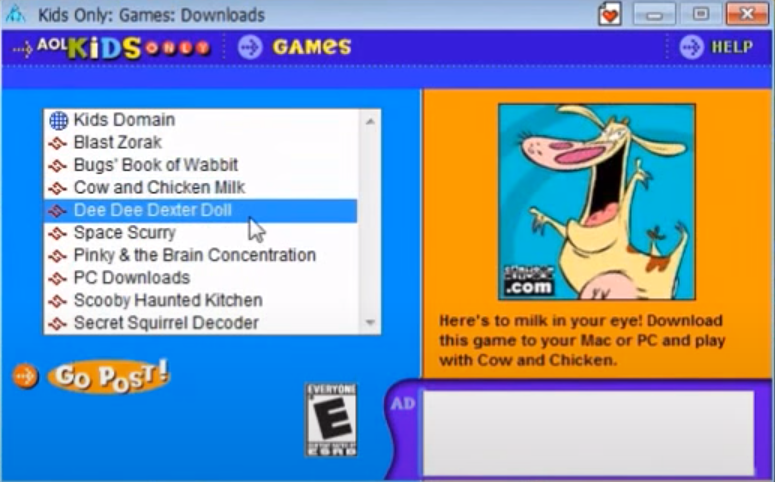 Kids Only: Games: Downloads
AOL KiDS ONLY
GAMES
HELP
Kids Domain
Blast Zorak
Bugs' Book of Wabbit
Cow and Chicken Milk
Dee Dee Dexter Doll
Space Scurry
Pinky & the Brain Concentration
PC Downloads
Scooby Haunted Kitchen
Secret Squirrel Decoder
.com
Here's to milk in your eye! Download
this game to your Mac or PC and play
with Cow and Chicken.
GO POST!
EVERYONE
E
AD